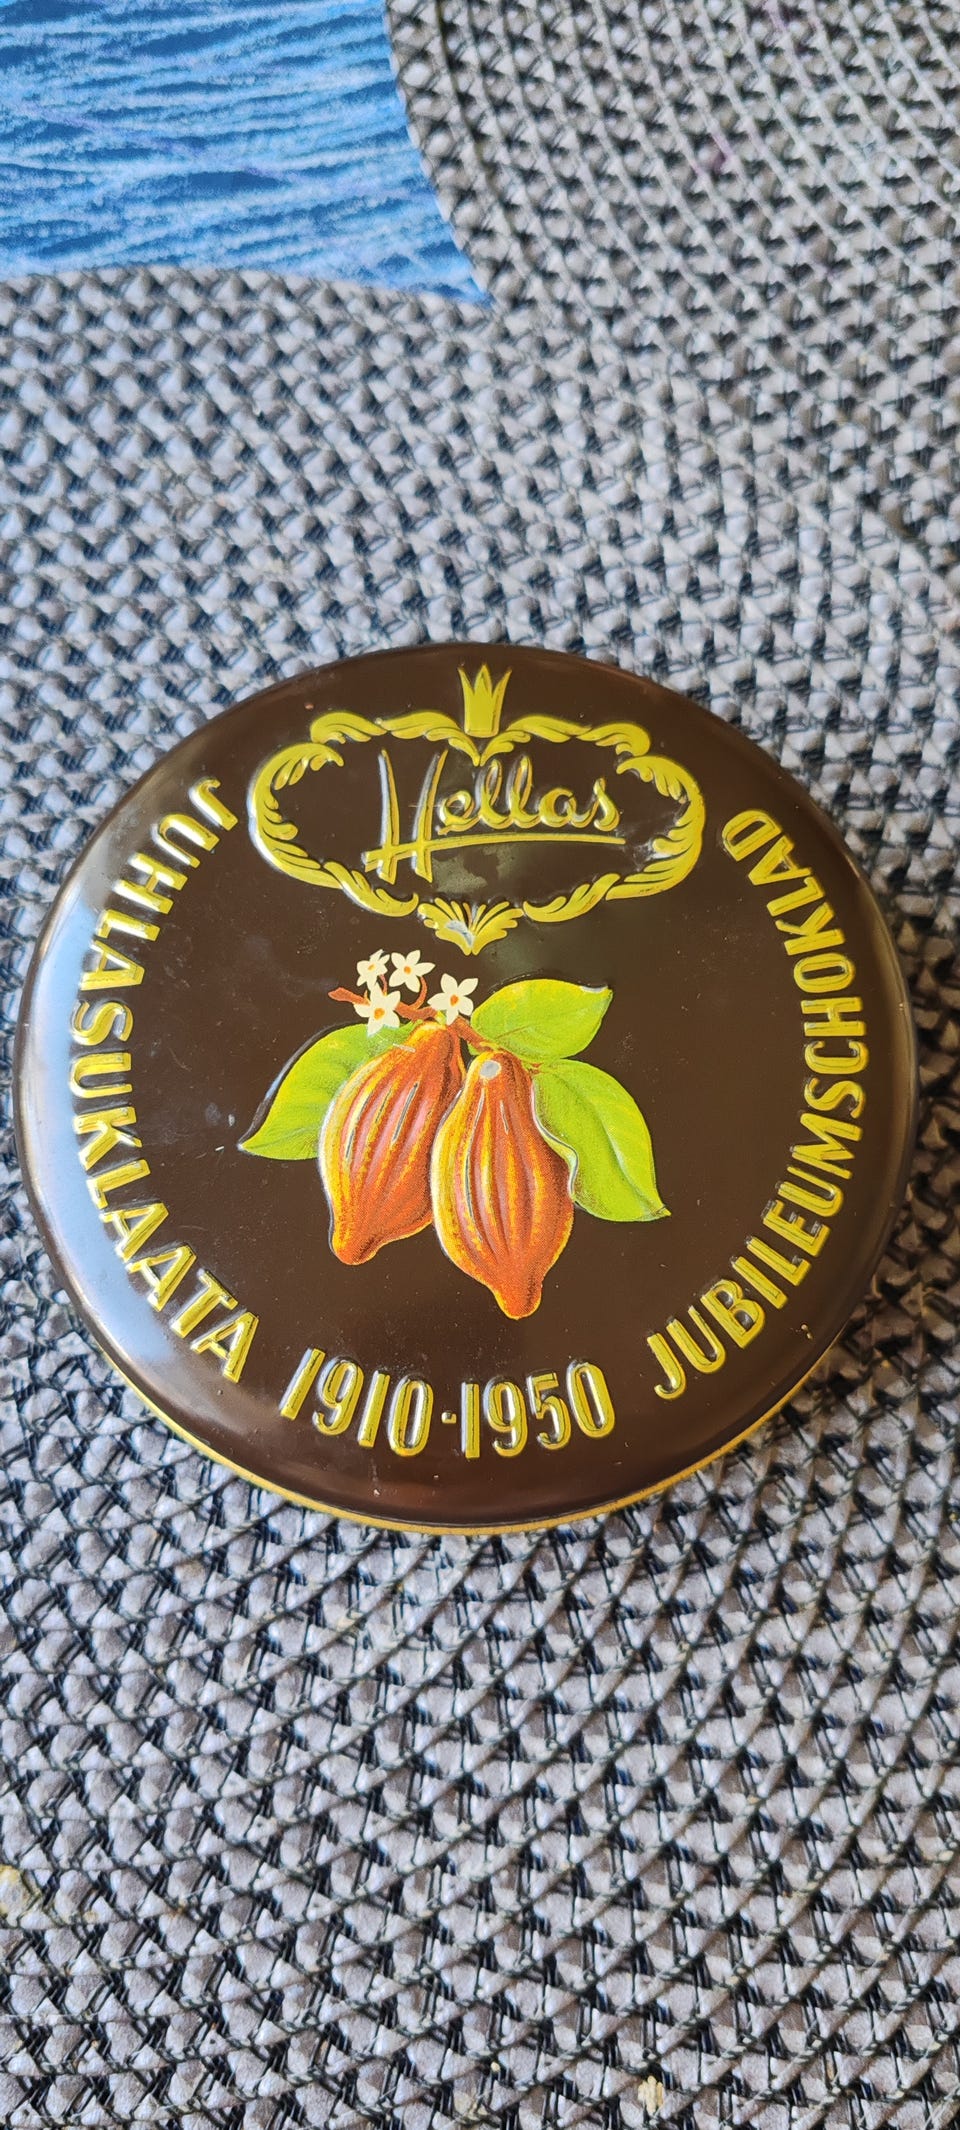 Hellas
JUHLASUKLAATA
1910-1950
JUBILEUMSCHOKLAD